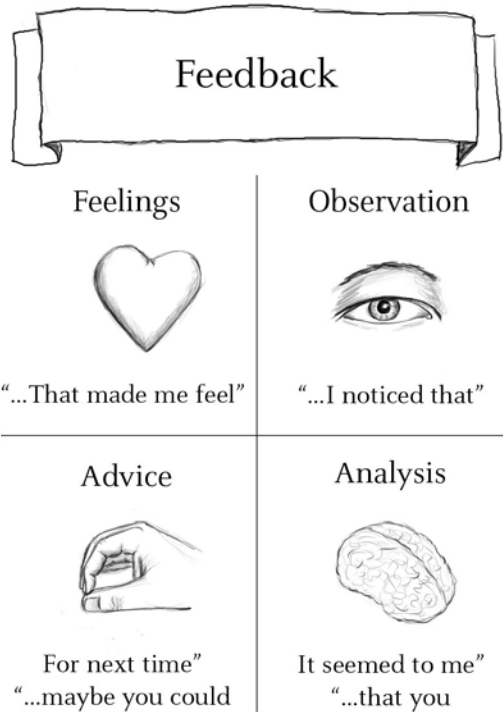 Feedback
Feelings
Observation
“...That made me feel”
“...I noticed that”
Advice
Analysis
For next time”
“...maybe you could
It seemed to me”
“...that you